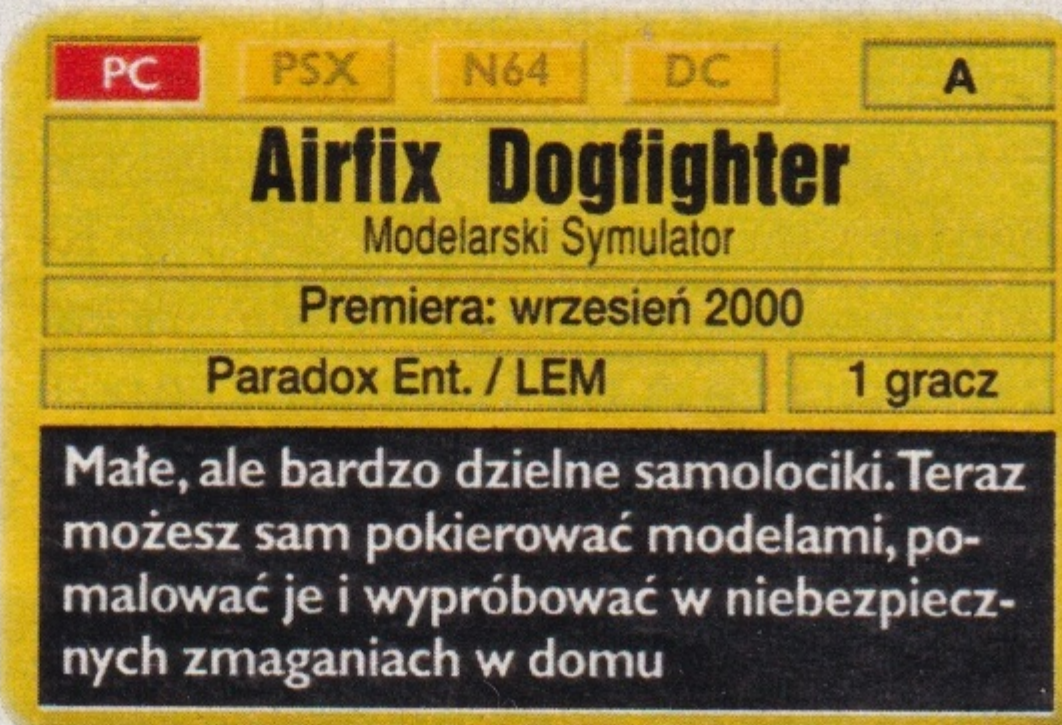 PC PSX N64 DC A
Airfix Dogfighter
Modelarski Symulator
Premiera: wrzesień 2000
Paradox Ent. / LEM 1 gracz
Małe, ale bardzo dzielne samolociki. Teraz
możesz sam pokierować modelami, po-
malować je i wypróbować w niebezpiecz-
nych zmaganiach w domu